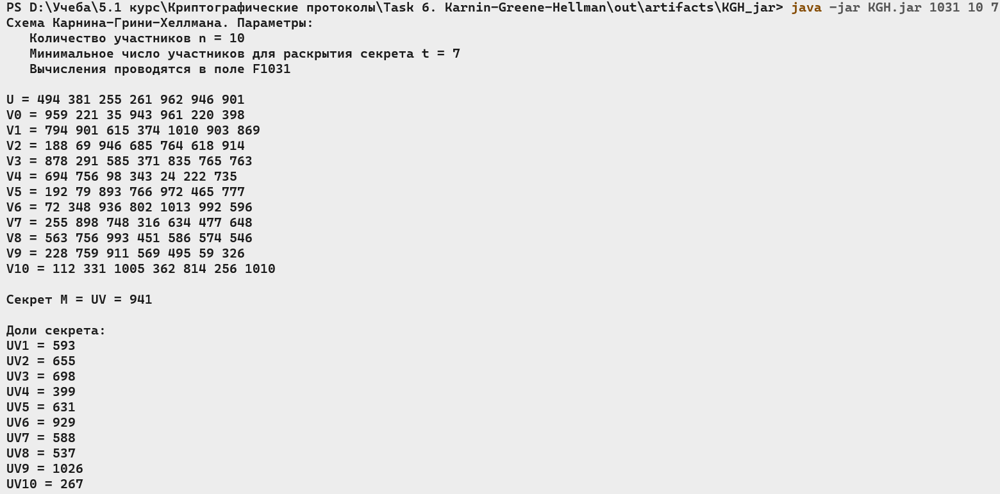 PS D:\Учеба\5.1 курс\Криптографические протоколы\Task 6. Karnin-Greene-Hellman\out\artifacts\KGH_jar> java -jar KGH.jar 1031 10 7
Схема Карнина-Грини-Хеллмана. Параметры:
Количество участников n = 10
Минимальное число участников для раскрытия секрета t = 7
Вычисления проводятся в поле F1031
U = 494 381 255 261 962 946 901
V0 = 959 221 35 943 961 220 398
V1 = 794 901 615 374 1010 903 869
V2 = 188 69 946 685 764 618 914
V3 = 878 291 585 371 835 765 763
V4 = 694 756 98 343 24 222 735
V5 = 192 79 893 766 972 465 777
V6 = 72 348 936 802 1013 992 596
V7 = 255 898 748 316 634 477 648
V8 = 563 756 993 451 586 574 546
V9 = 228 759 911 569 495 59 326
V10 = 112 331 1005 362 814 256 1010
Секрет M = UV = 941
Доли секрета:
UV1 = 593
UV2 = 655
UV3 = 698
UV4 = 399
UV5 = 631
UV6 = 929
UV7 = 588
UV8 = 537
UV9 = 1026
UV10 = 267